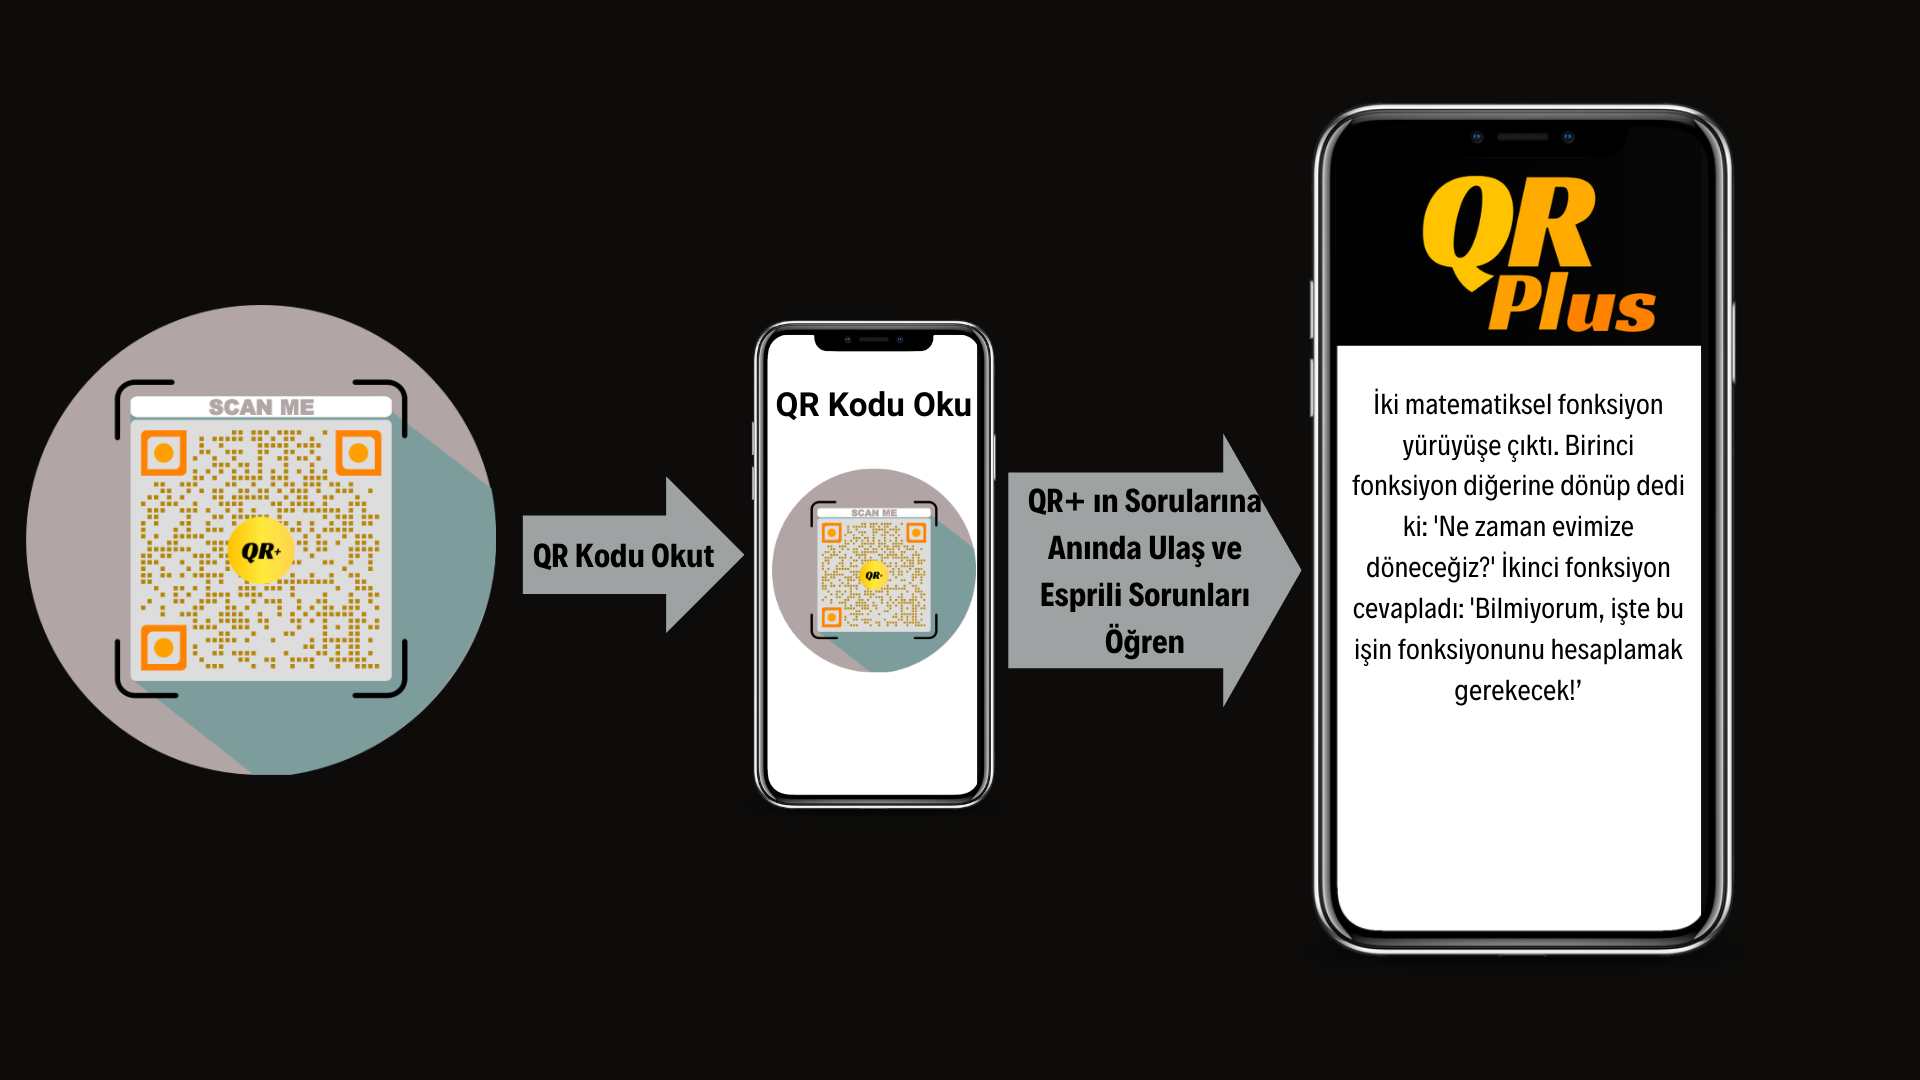 SCAN ME
QR+
QR Kodu Okut
QR Kodu Oku
SCAN ME
QR+
QR+ ın Sorularına
Anında Ulaş ve
Esprili Sorunları
Öğren
QR
Plus
İki matematiksel fonksiyon
yürüyüşe çıktı. Birinci
fonksiyon diğerine dönüp dedi
ki: 'Ne zaman evimize
döneceğiz?' İkinci fonksiyon
cevapladı: 'Bilmiyorum, işte bu
işin fonksiyonunu hesaplamak
gerekecek!’